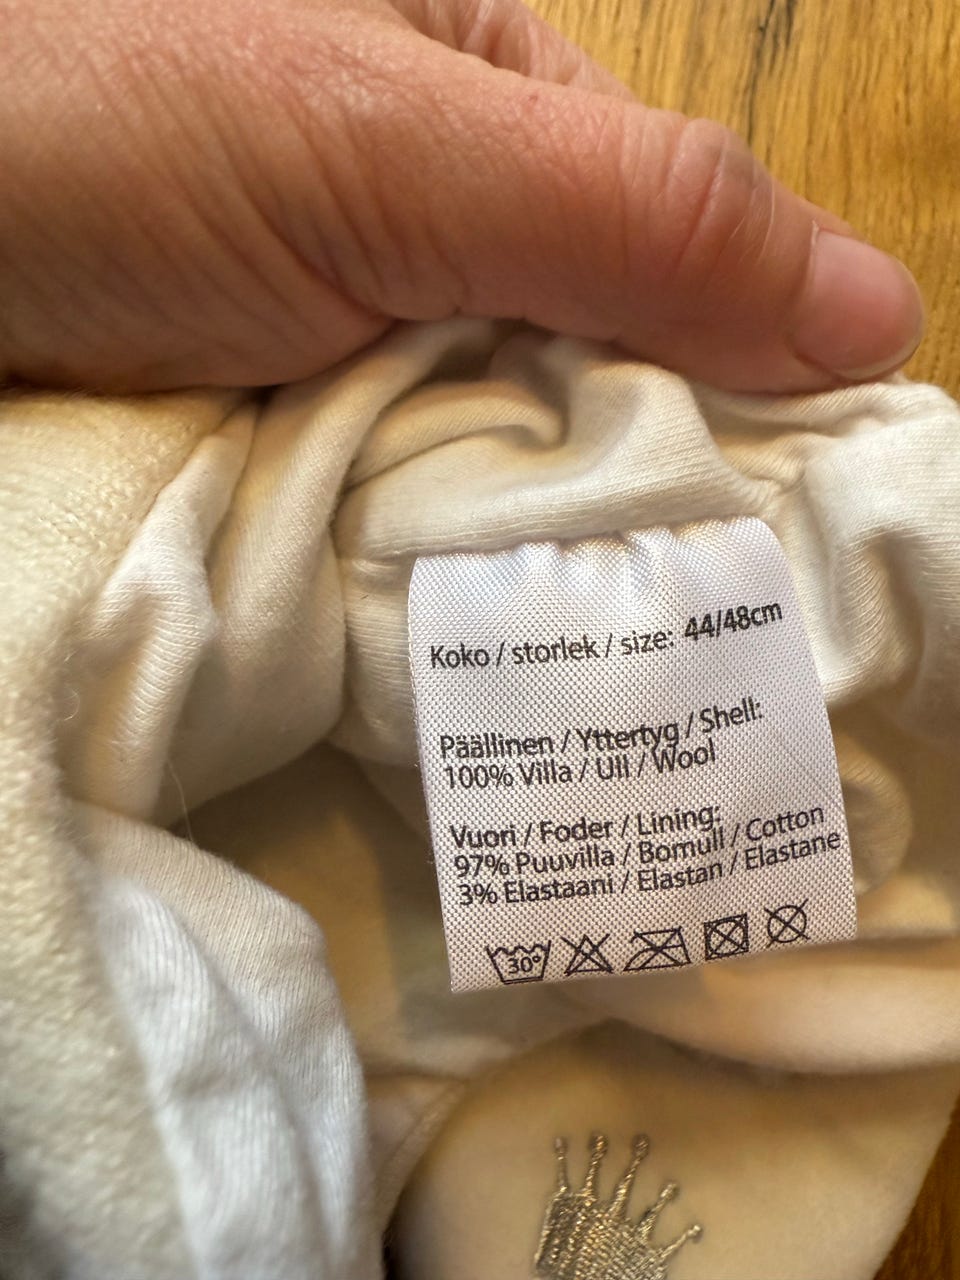 Koko / storlek / size: 44/48cm
Päällinen / Yttertyg / Shell:
100% Villa / Ull / Wool
Vuori / Foder / Lining:
97% Puuvilla / Bomull / Cotton
3% Elastaani / Elastan / Elastane
30°